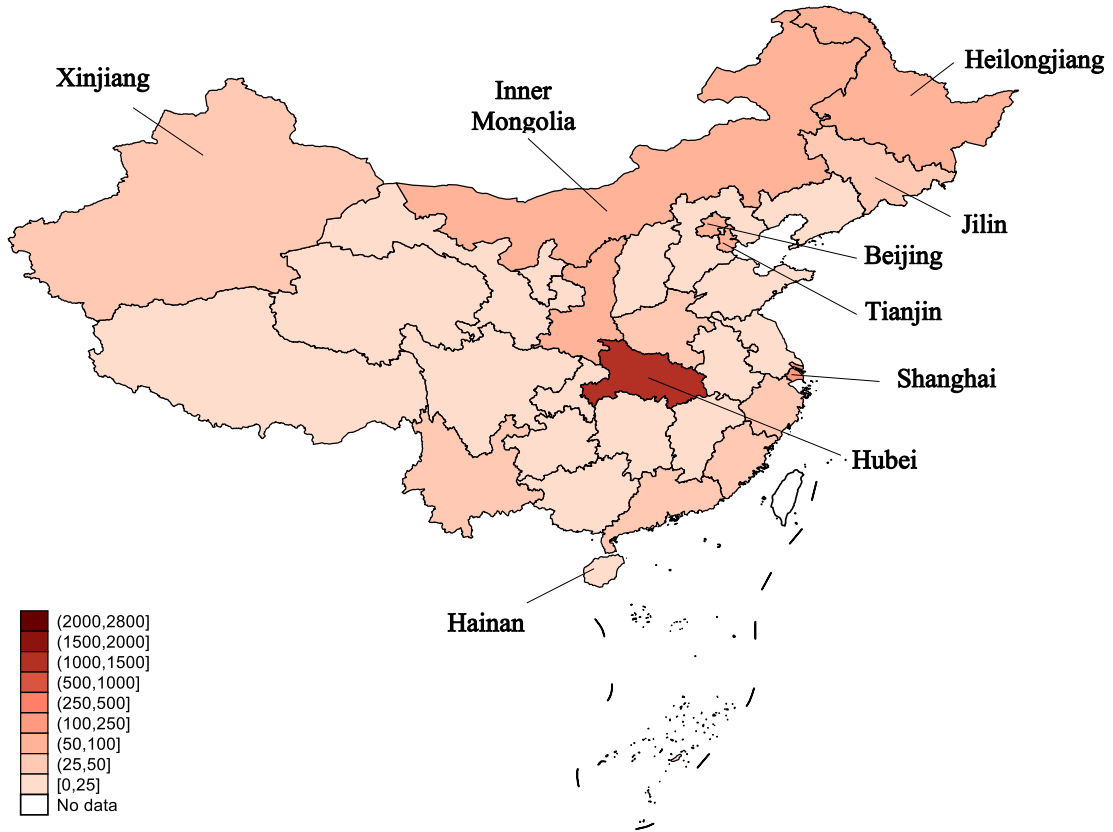 Heilongjiang
Xinjiang
Inner
Mongolia
Jilin
Beijing
Tianjin
Shanghai
Hubei
Hainan
(2000,2800]
(1500,2000]
(1000,1500]
(500,1000]
(250,500]
(100,250]
(50,100]
(25,50]
[0,25]
No data